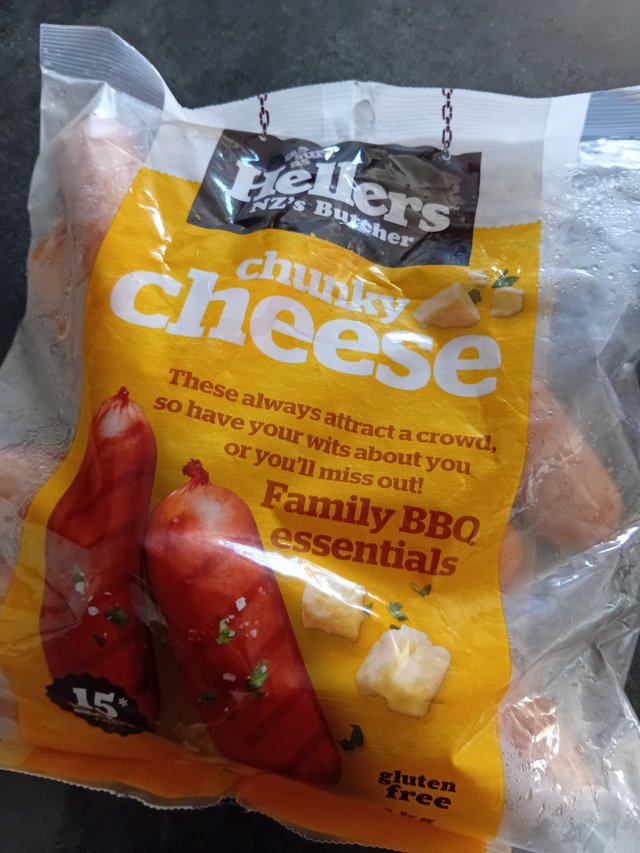 Hellers
NZ's Butcher
chunky
cheese
These always attract a crowd,
so have your wits about you
or you'll miss out!
Family BBQ
essentials
15*
gluten
free
1kg